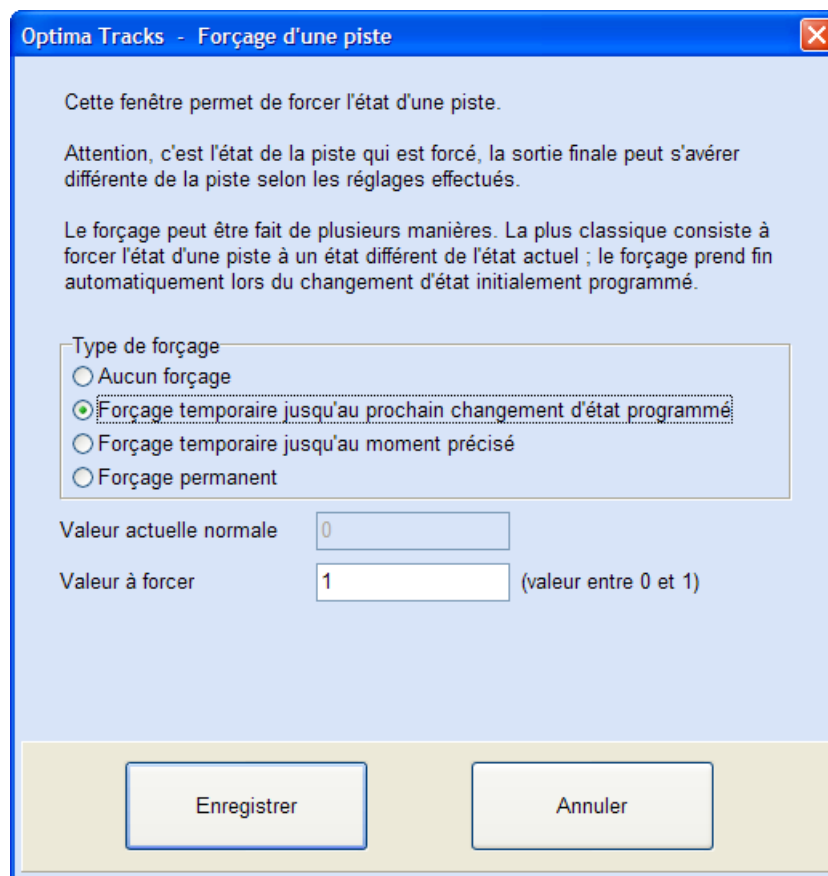 Optima Tracks - Forçage d'une piste
Cette fenêtre permet de forcer l'état d'une piste.
Attention, c'est l'état de la piste qui est forcé, la sortie finale peut s'avérer
différente de la piste selon les réglages effectués.
Le forçage peut être fait de plusieurs manières. La plus classique consiste à
forcer l'état d'une piste à un état différent de l'état actuel ; le forçage prend fin
automatiquement lors du changement d'état initialement programmé.
Type de forçage
Aucun forçage
Forçage temporaire jusqu'au prochain changement d'état programmé
Forçage temporaire jusqu'au moment précisé
Forçage permanent
Valeur actuelle normale 0
Valeur à forcer 1 (valeur entre 0 et 1)
Enregistrer Annuler